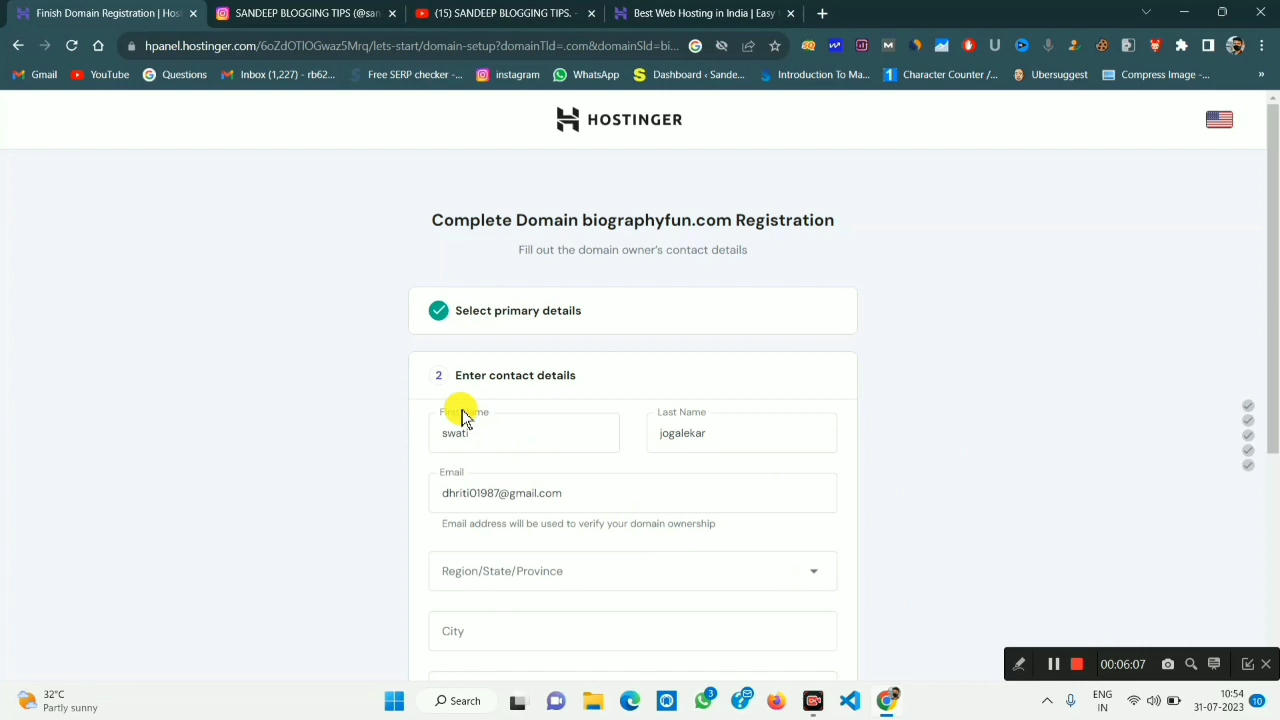 Finish Domain Registration | Hos
SANDEEP BLOGGING TIPS (@san
(15) SANDEEP BLOGGING TIPS. -
Best Web Hosting in India | Easy
hpanel.hostinger.com/6oZdOTIOGwaz5Mrq/lets-start/domain-setup?domainTld=.com&domainSld=bi...
Gmail
YouTube
Questions
Inbox (1,227) - rb62...
Free SERP checker -...
instagram
WhatsApp
Dashboard ‹ Sande...
Introduction To Ma...
Character Counter /...
Ubersuggest
Compress Image -...
»
HOSTINGER
Complete Domain biographyfun.com Registration
Fill out the domain owner's contact details
Select primary details
2 Enter contact details
First Name
swati
Last Name
jogalekar
Email
dhriti01987@gmail.com
Email address will be used to verify your domain ownership
Region/State/Province
City
00:06:07
32°C
Partly sunny
Search
3
ENG
IN
10:54
31-07-2023
10